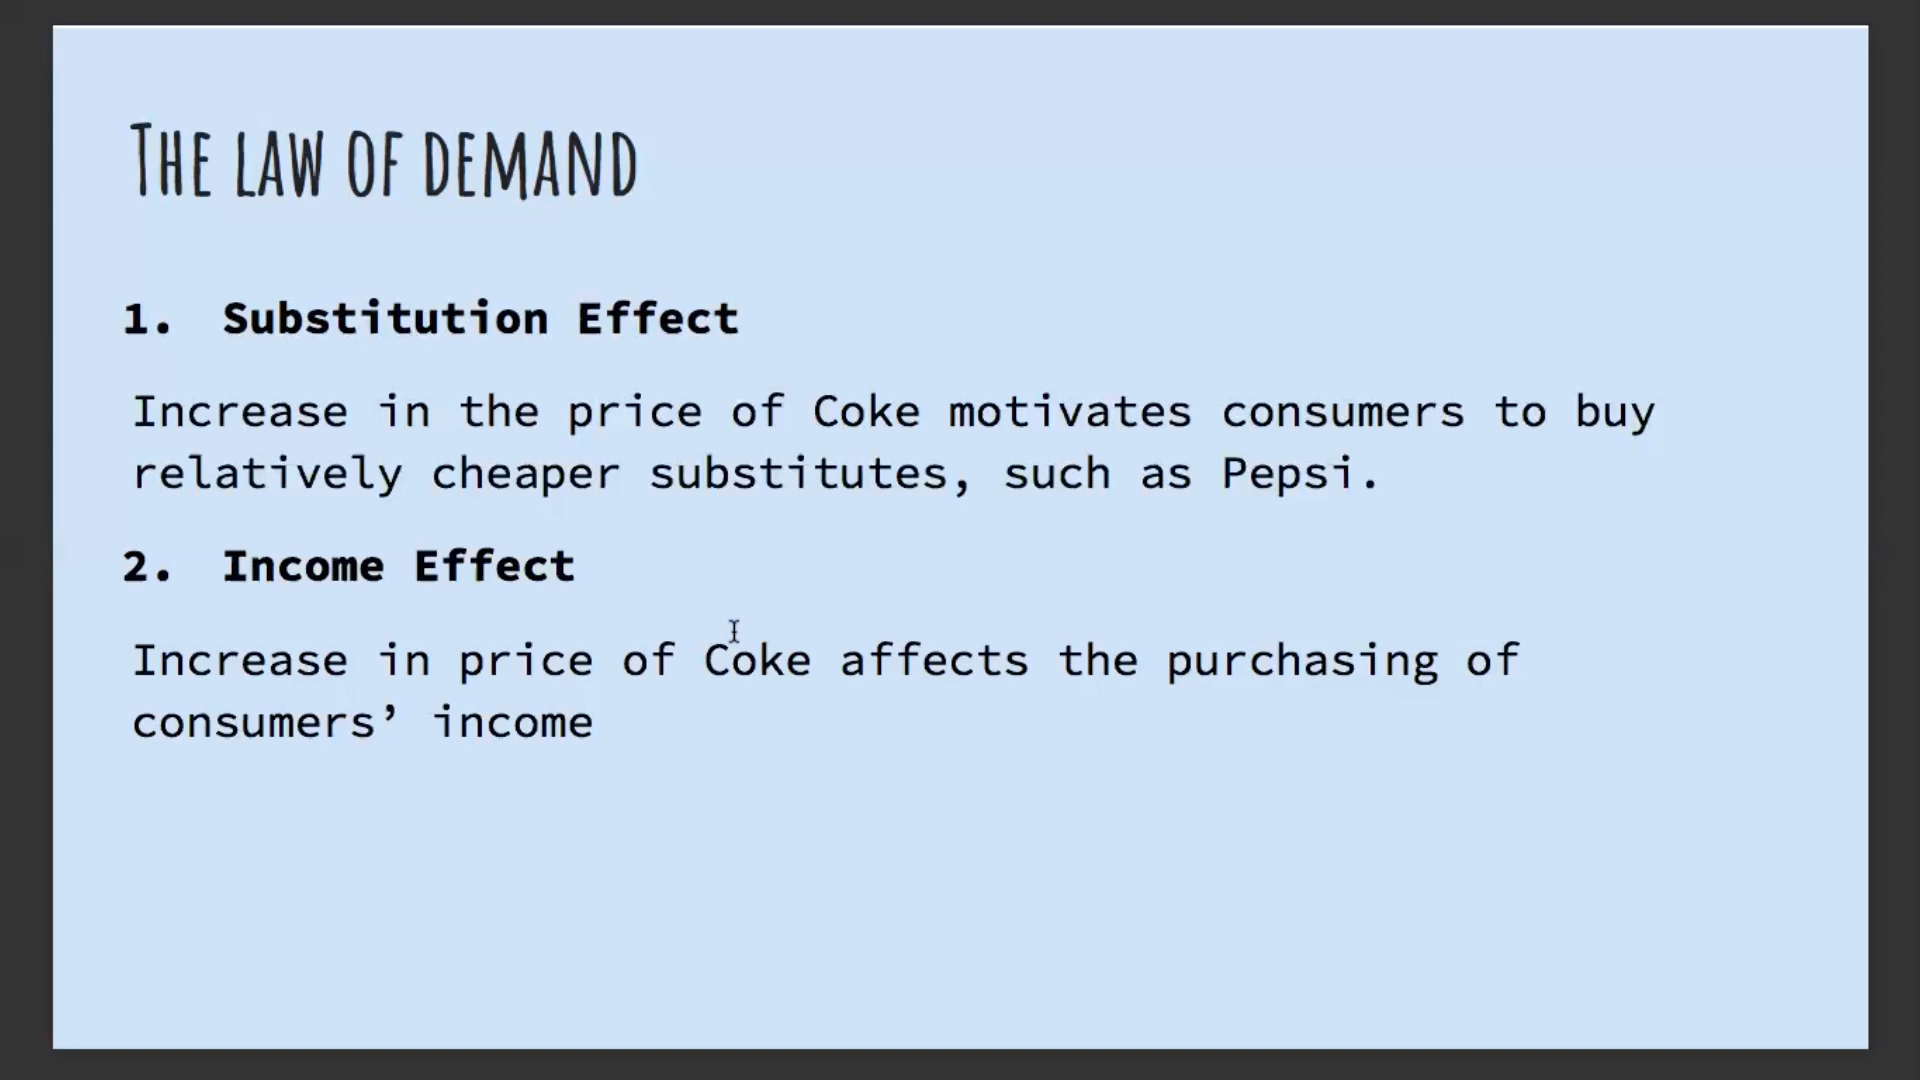 The law of demand
1. Substitution Effect
Increase in the price of Coke motivates consumers to buy
relatively cheaper substitutes, such as Pepsi.
2. Income Effect
Increase in price of Coke affects the purchasing of
consumers’ income